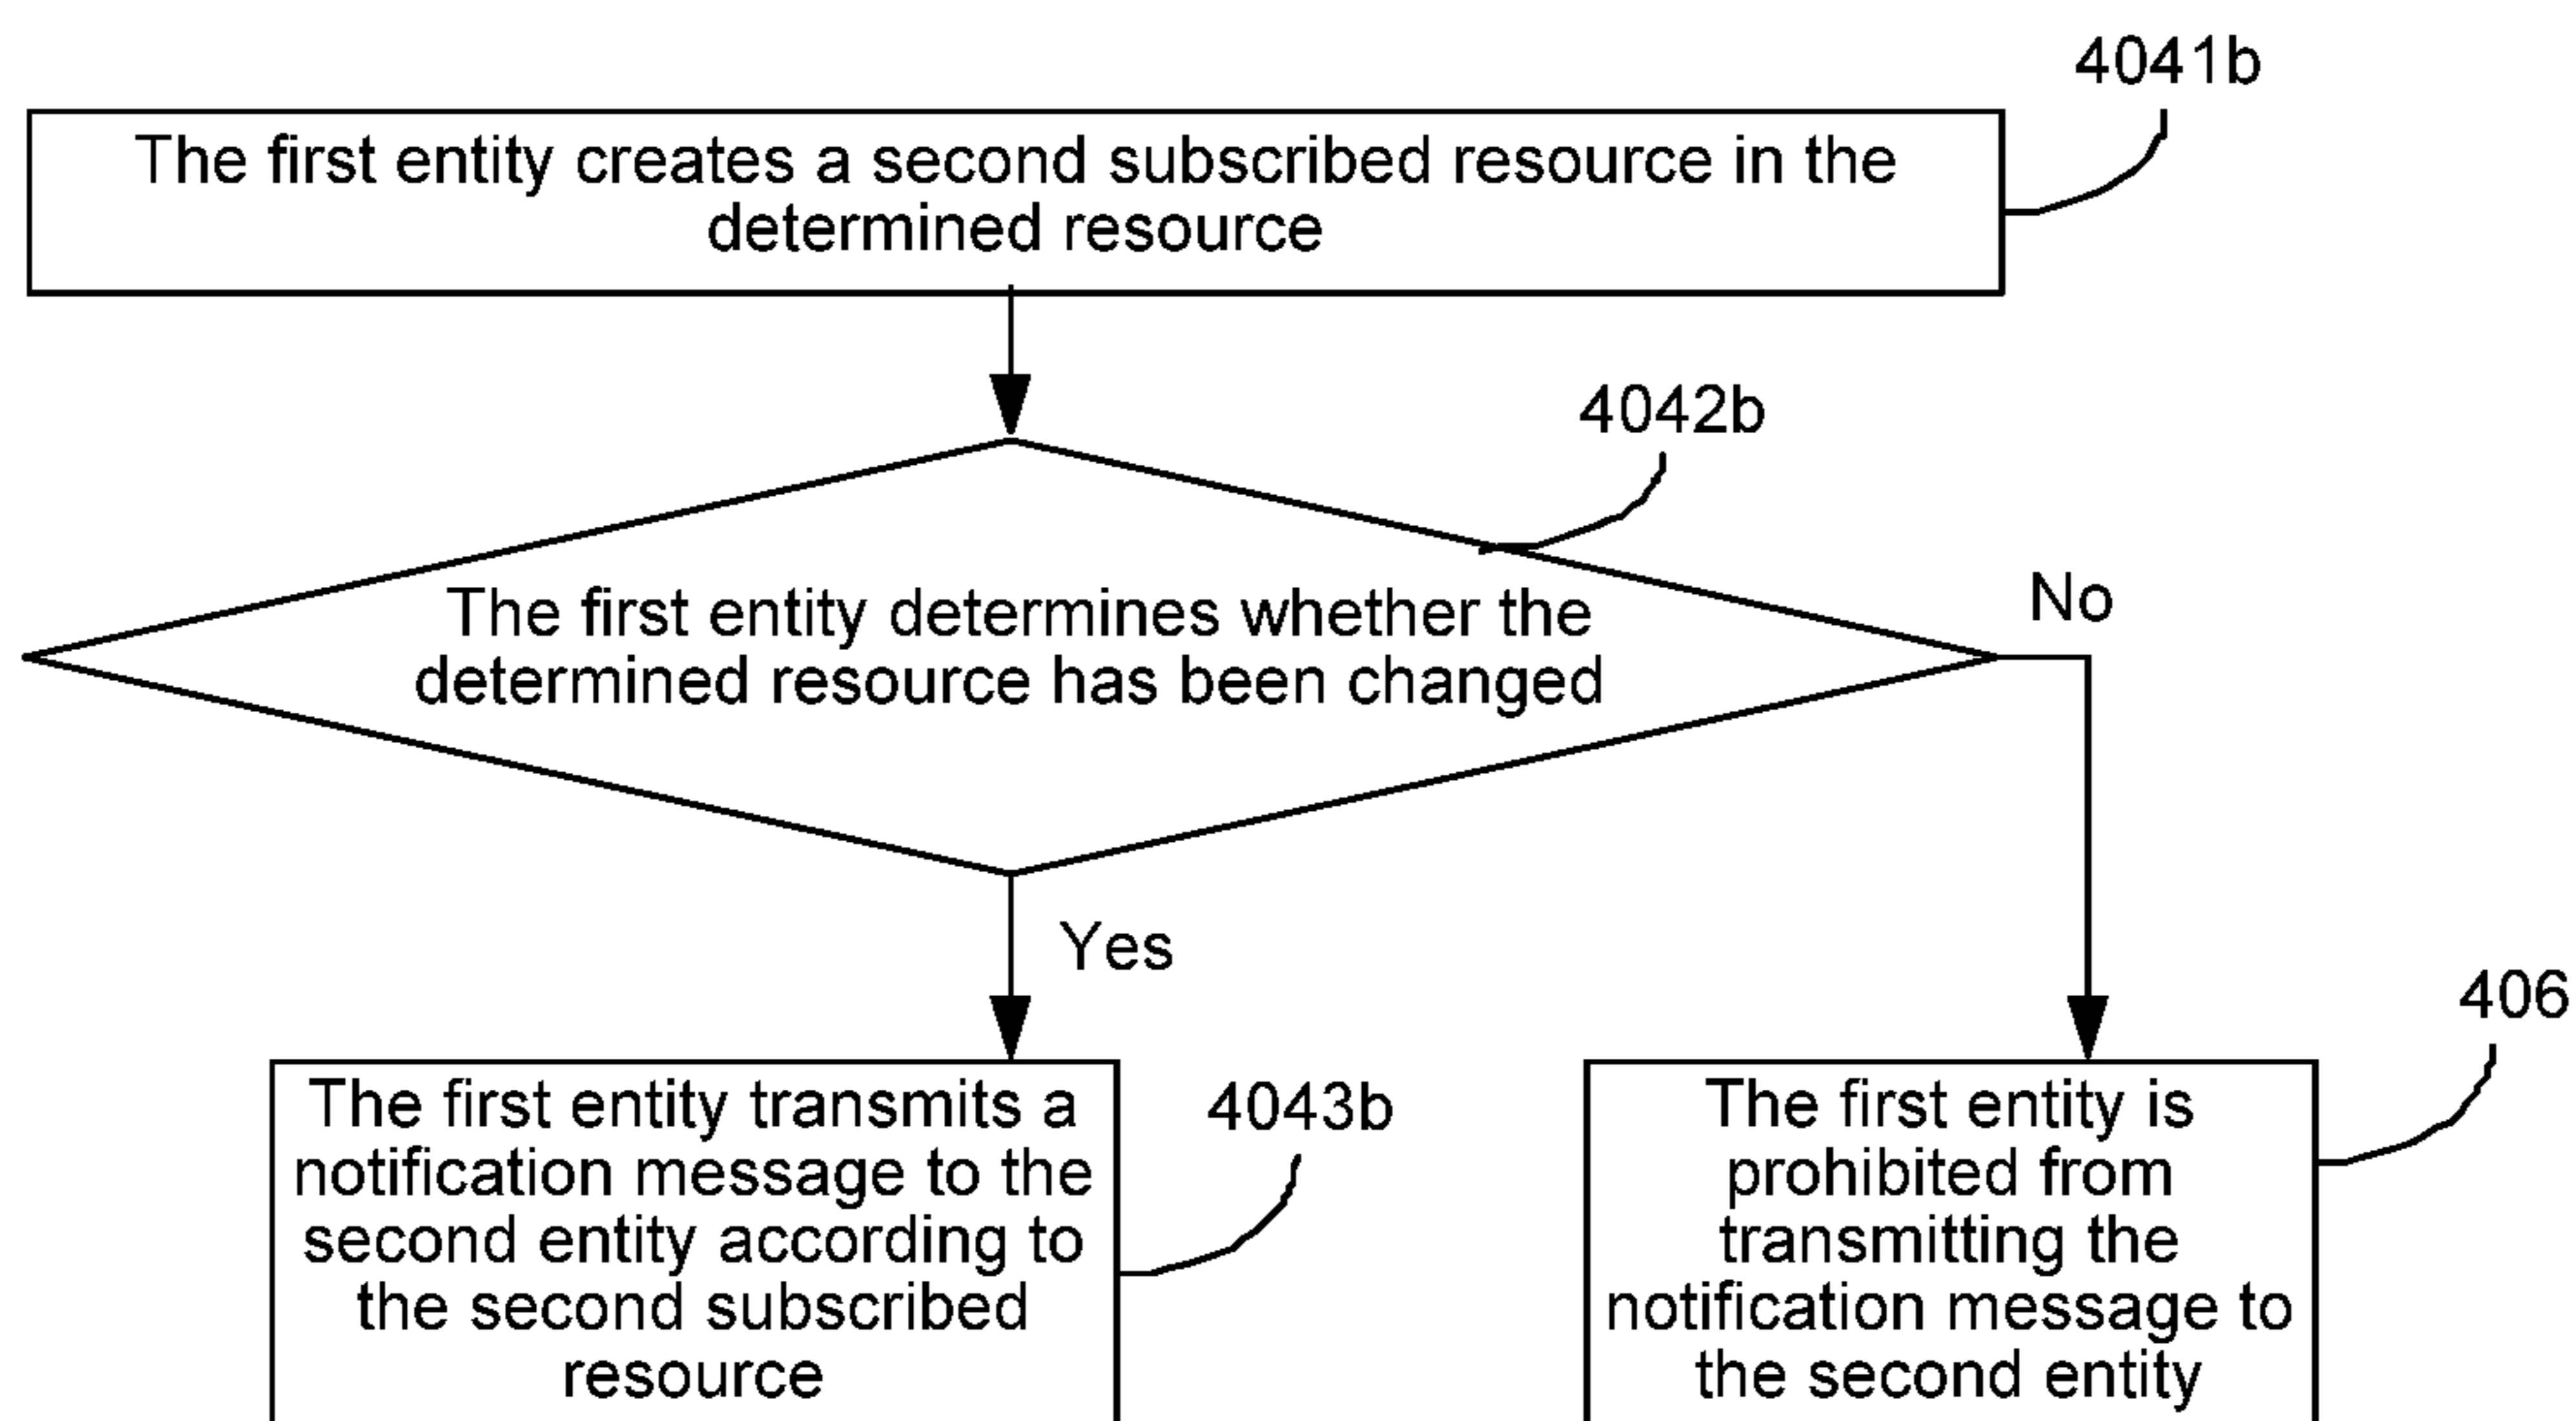 4041b
The first entity creates a second subscribed resource in the
determined resource
4042b
The first entity determines whether the
determined resource has been changed
No
Yes
406
4043b
The first entity transmits a
notification message to the
second entity according to
the second subscribed
resource
The first entity is
prohibited from
transmitting the
notification message to
the second entity